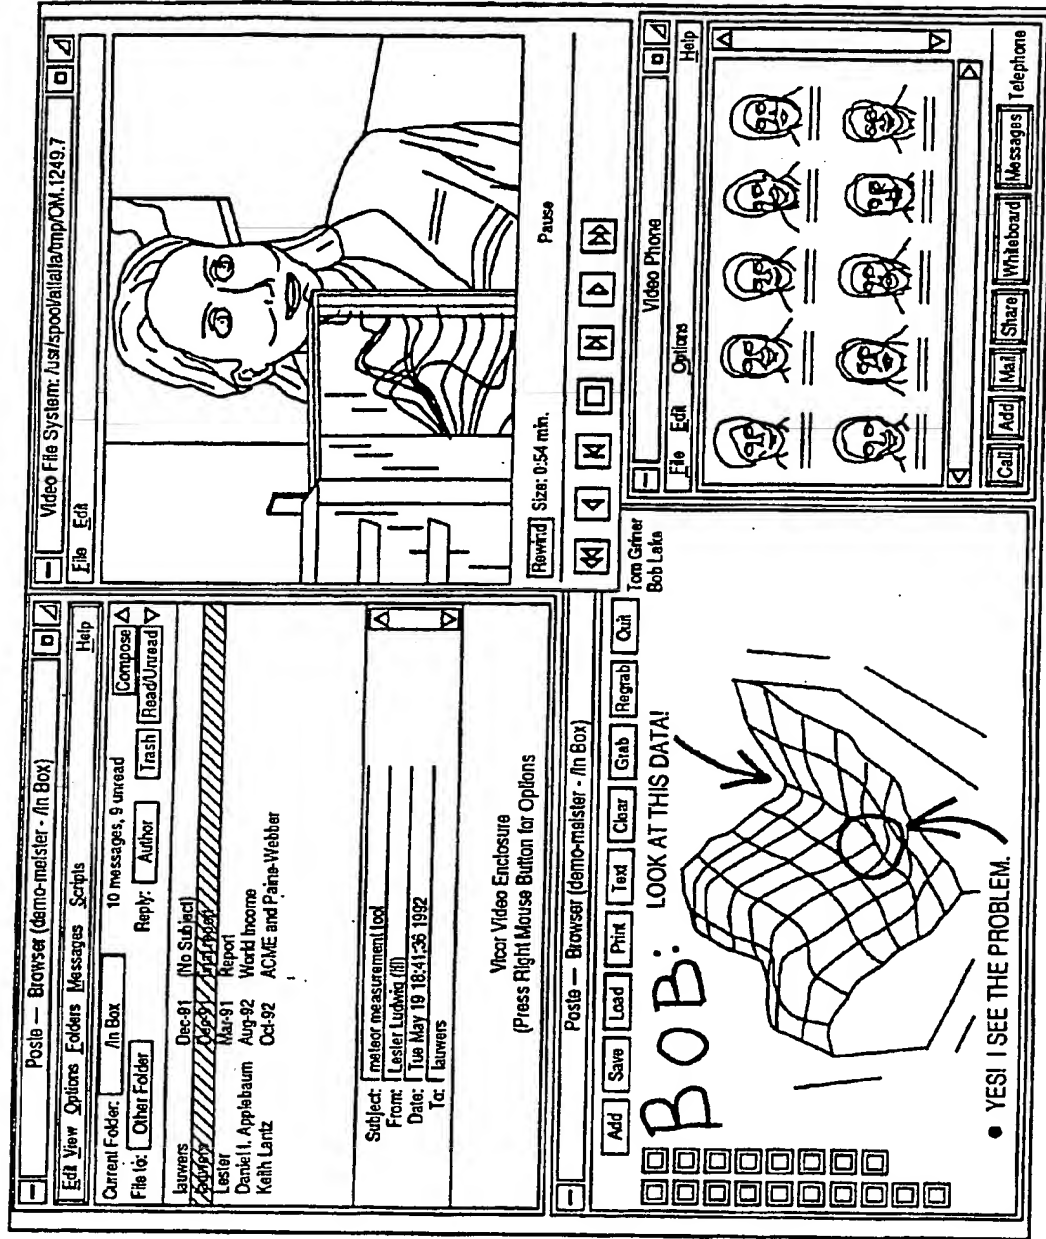 Poste — Browser (demo-meister - /In Box)
Edit View Options Folders Messages Scripts Help
Current Folder: /In Box 10 messages, 9 unread Compose
File to: Other Folder Reply: Author Trash Read/Unread
lauwers Dec-91 [No Subject]
Lester Mar-91 Report
Daniel I. Applebaum Aug-92 World Income
Keith Lantz Oct-92 ACME and Paine-Webber
Subject: meteor measurement tool
From: Lester Ludwig (lfl)
Date: Tue May 19 18:41:36 1992
To: lauwers
Vicor Video Enclosure
(Press Right Mouse Button for Options
Video File System: /usr/spool/allalla/tmp/OM.1249.7
File Edit
Rewind Size: 0:54 min. Pause
Poste — Browser (demo-meister - /In Box)
Add Save Load Print Text Clear Grab Regrab Quit
Tom Griner
Bob Lake
BOB: LOOK AT THIS DATA!
• YES! I SEE THE PROBLEM.
Video Phone
File Edit Options Help
Call Add Mail Share Whiteboard Messages Telephone